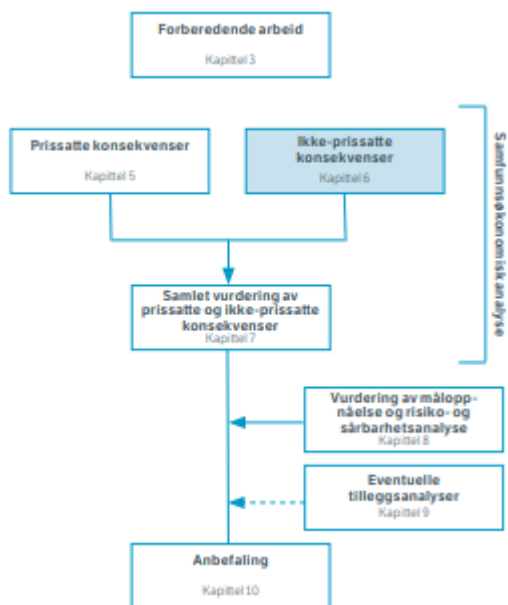 Forberedende arbeid
Kapittel 3
Prissatte konsekvenser
Kapittel 5
Ikke-prissatte
konsekvenser
Kapittel 6
Samfunnsøkonomisk analyse
Samlet vurdering av
prissatte og ikke-prissatte
konsekvenser
Kapittel 7
Vurdering av målopp-
nåelse og risiko- og
sårbarhetsanalyse
Kapittel 8
Eventuelle
tilleggsanalyser
Kapittel 9
Anbefaling
Kapittel 10